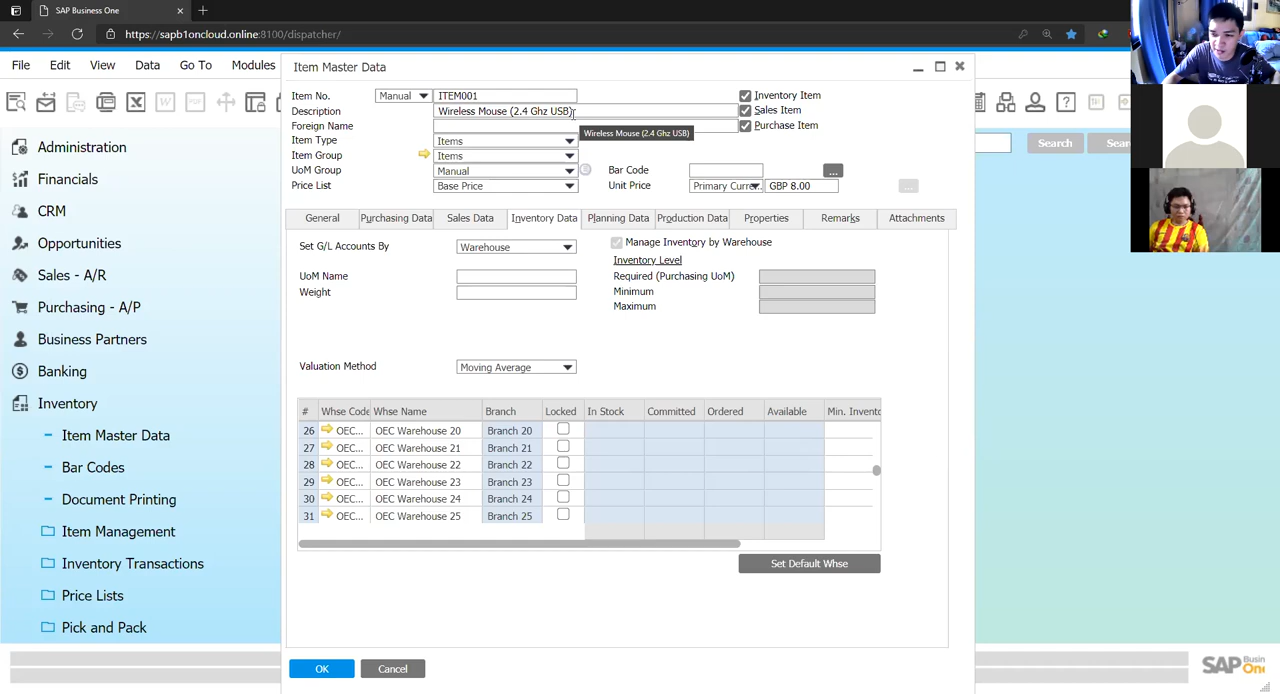 SAP Business One
https://sapb1oncloud.online:8100/dispatcher/
File Edit View Data Go To Modules
Search
Administration
Financials
CRM
Opportunities
Sales - A/R
Purchasing - A/P
Business Partners
Banking
Inventory
Item Master Data
Bar Codes
Document Printing
Item Management
Inventory Transactions
Price Lists
Pick and Pack
Item Master Data
Item No. Manual ITEM001
Description Wireless Mouse (2.4 Ghz USB)
Foreign Name
Item Type Items
Item Group Items
UoM Group Manual
Price List Base Price
Wireless Mouse (2.4 Ghz USB)
Inventory Item
Sales Item
Purchase Item
Bar Code ...
Unit Price Primary Curre... GBP 8.00 ...
General Purchasing Data Sales Data Inventory Data Planning Data Production Data Properties Remarks Attachments
Set G/L Accounts By Warehouse
UoM Name
Weight
Manage Inventory by Warehouse
Inventory Level
Required (Purchasing UoM)
Minimum
Maximum
Valuation Method Moving Average
# Whse Code Whse Name Branch Locked In Stock Committed Ordered Available Min. Invento
26 OEC... OEC Warehouse 20 Branch 20
27 OEC... OEC Warehouse 21 Branch 21
28 OEC... OEC Warehouse 22 Branch 22
29 OEC... OEC Warehouse 23 Branch 23
30 OEC... OEC Warehouse 24 Branch 24
31 OEC... OEC Warehouse 25 Branch 25
Set Default Whse
OK Cancel
SAP Busin
One